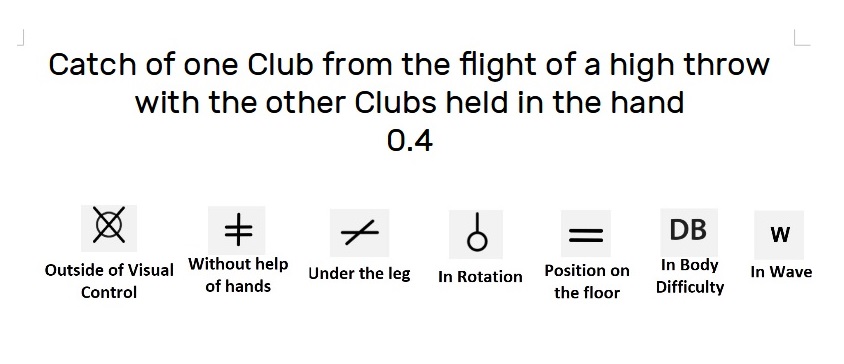 Catch of one Club from the flight of a high throw
with the other Clubs held in the hand
0.4
DB
W
Outside of Visual
Control
Without help
of hands
Under the leg
In Rotation
Position on
the floor
In Body
Difficulty
In Wave